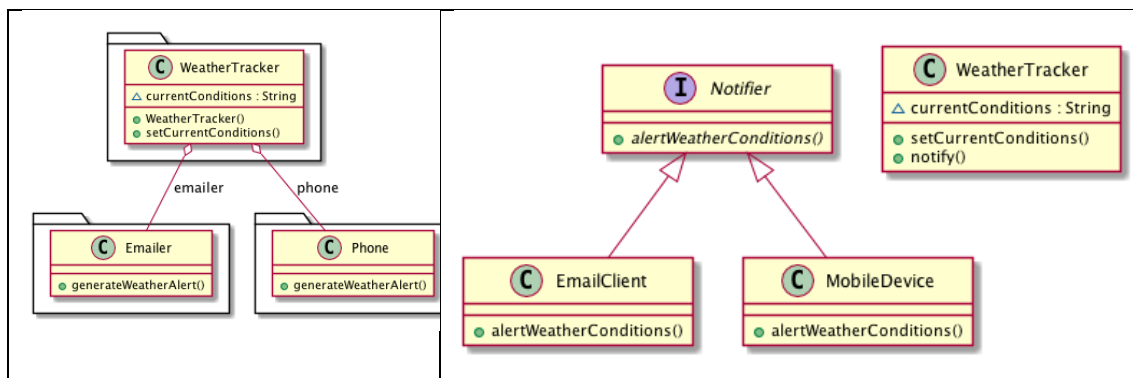 C WeatherTracker
currentConditions : String
WeatherTracker()
setCurrentConditions()
emailer
phone
C Emailer
generateWeatherAlert()
C Phone
generateWeatherAlert()
I Notifier
alertWeatherConditions()
C WeatherTracker
currentConditions : String
setCurrentConditions()
notify()
C EmailClient
alertWeatherConditions()
C MobileDevice
alertWeatherConditions()